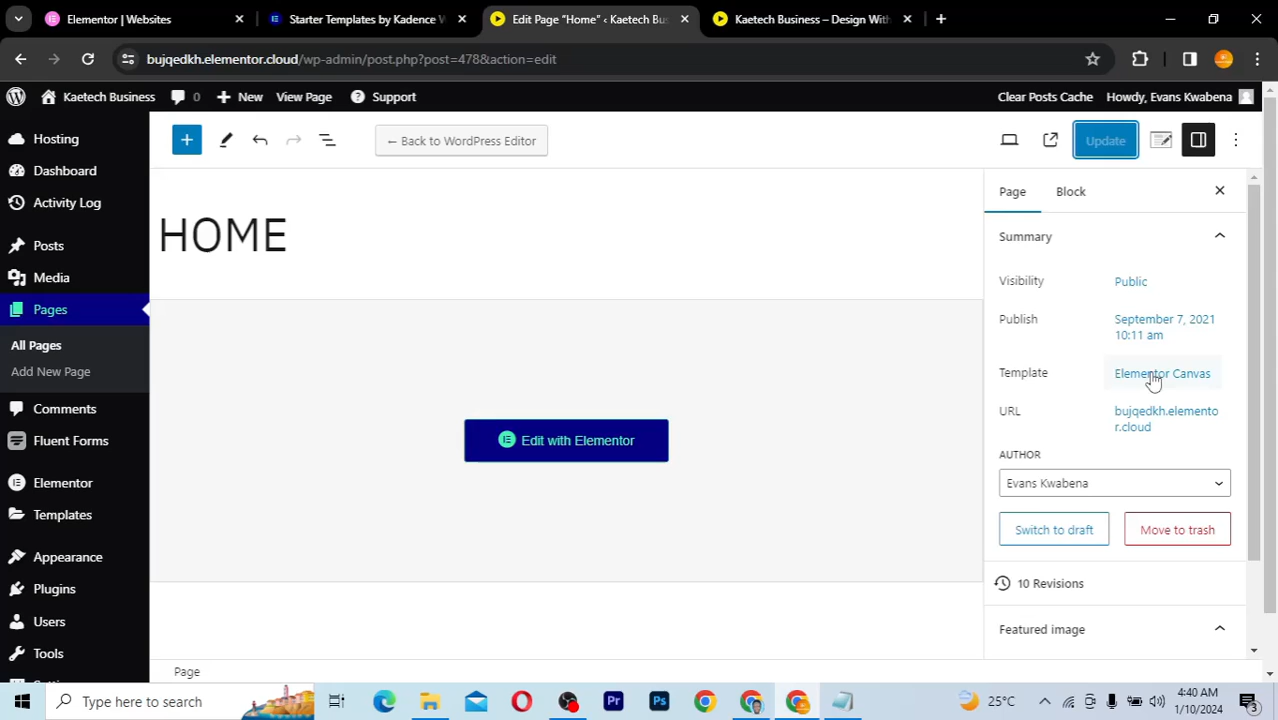 Elementor | Websites
Starter Templates by Kadence W
Edit Page “Home” ‹ Kaetech Bus
Kaetech Business – Design With
bujqedkh.elementor.cloud/wp-admin/post.php?post=478&action=edit
Kaetech Business
0
New
View Page
Support
Clear Posts Cache
Howdy, Evans Kwabena
Hosting
Dashboard
Activity Log
Posts
Media
Pages
All Pages
Add New Page
Comments
Fluent Forms
Elementor
Templates
Appearance
Plugins
Users
Tools
← Back to WordPress Editor
Update
HOME
Edit with Elementor
Page
Page
Block
Summary
Visibility
Public
Publish
September 7, 2021
10:11 am
Template
Elementor Canvas
URL
bujqedkh.elemento
r.cloud
AUTHOR
Evans Kwabena
Switch to draft
Move to trash
10 Revisions
Featured image
Type here to search
Pr
Ps
25°C
4:40 AM
1/10/2024
3